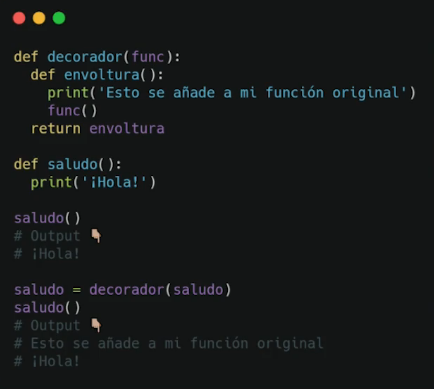 def decorador(func):
  def envoltura():
    print('Esto se añade a mi función original')
    func()
  return envoltura

def saludo():
  print('¡Hola!')

saludo()
# Output 👇🏽
# ¡Hola!

saludo = decorador(saludo)
saludo()
# Output 👇🏽
# Esto se añade a mi función original
# ¡Hola!